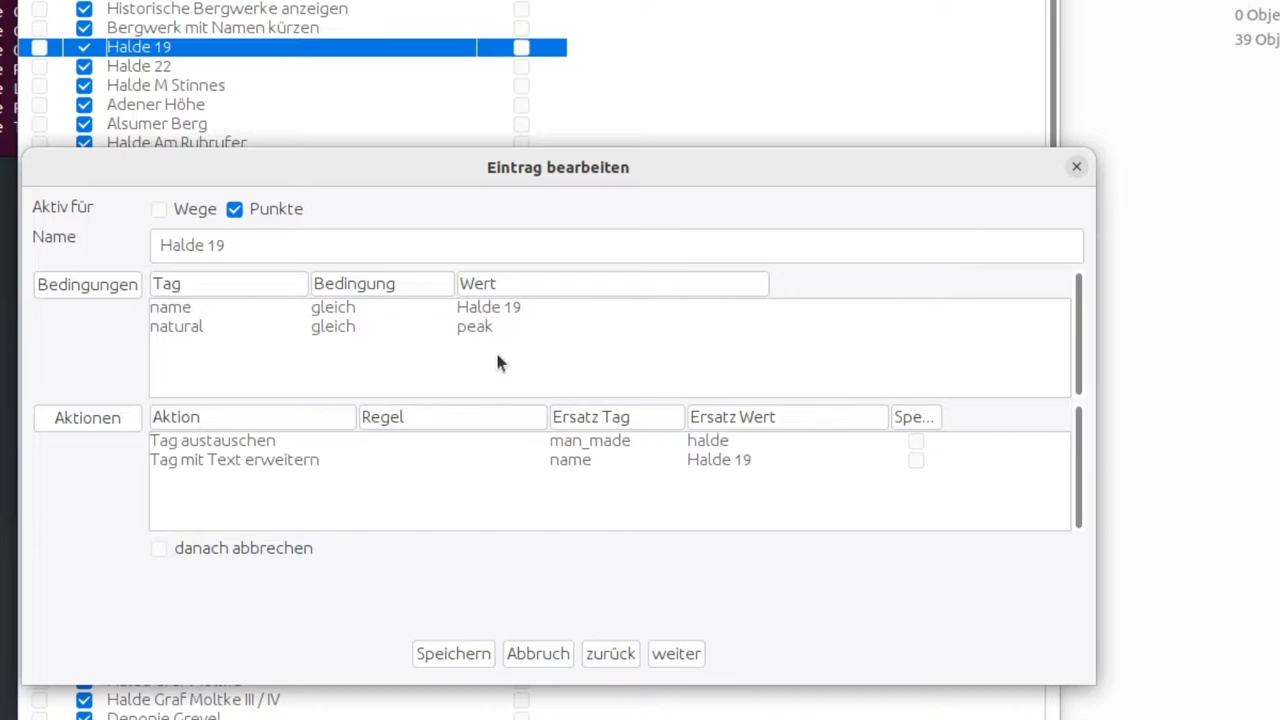 Historische Bergwerke anzeigen
Bergwerk mit Namen kürzen
Halde 19
Halde 22
Halde M Stinnes
Adener Höhe
Alsumer Berg
Halde Am Ruhrufer
0 Obje
39 Obj
Eintrag bearbeiten
Aktiv für
Wege
Punkte
Name
Halde 19
Bedingungen
Tag Bedingung Wert
name gleich Halde 19
natural gleich peak
Aktionen
Aktion Regel Ersatz Tag Ersatz Wert Spe...
Tag austauschen man_made halde
Tag mit Text erweitern name Halde 19
danach abbrechen
Speichern Abbruch zurück weiter
Halde Graf Moltke III / IV
Deponie Grevel